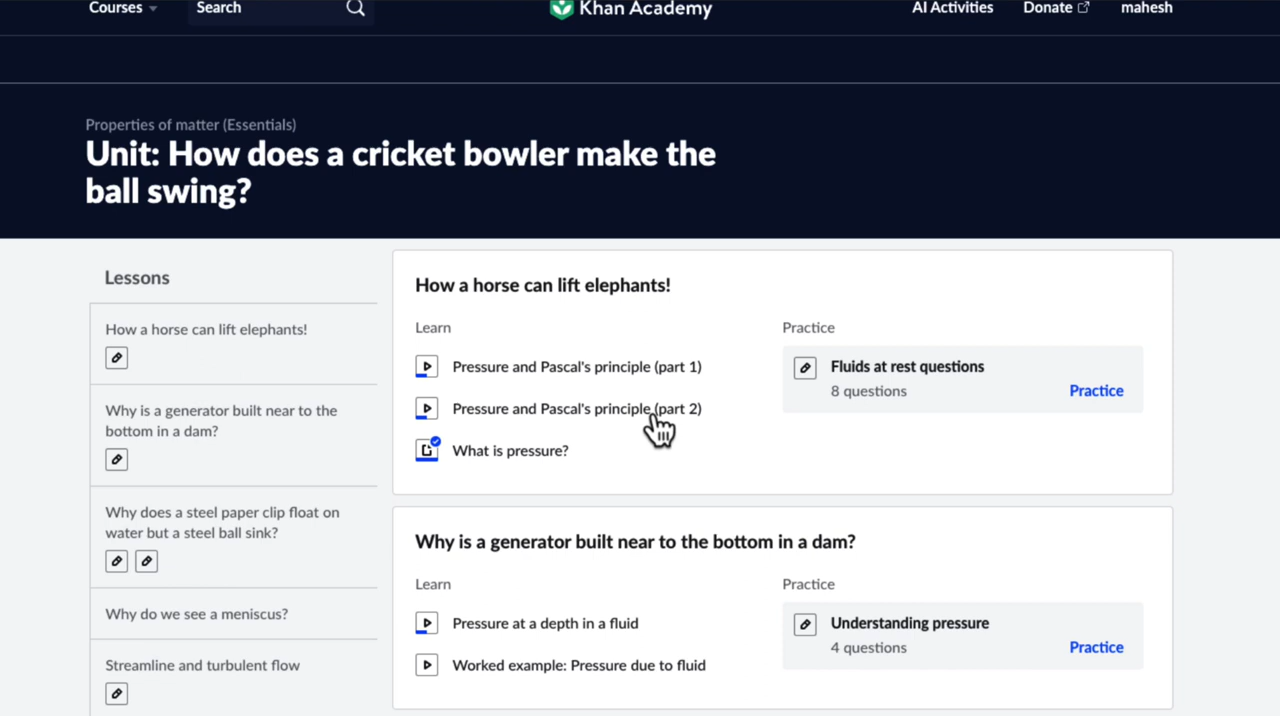 Courses
Search
Khan Academy
AI Activities
Donate
mahesh
Properties of matter (Essentials)
Unit: How does a cricket bowler make the
ball swing?
Lessons
How a horse can lift elephants!
Why is a generator built near to the
bottom in a dam?
Why does a steel paper clip float on
water but a steel ball sink?
Why do we see a meniscus?
Streamline and turbulent flow
How a horse can lift elephants!
Learn
Pressure and Pascal's principle (part 1)
Pressure and Pascal's principle (part 2)
What is pressure?
Practice
Fluids at rest questions
8 questions
Practice
Why is a generator built near to the bottom in a dam?
Learn
Pressure at a depth in a fluid
Worked example: Pressure due to fluid
Practice
Understanding pressure
4 questions
Practice